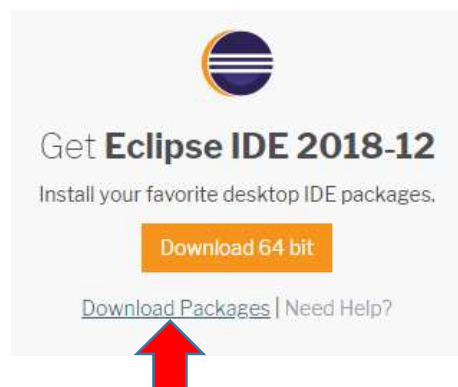 Get Eclipse IDE 2018-12
Install your favorite desktop IDE packages.
Download 64 bit
Download Packages | Need Help?